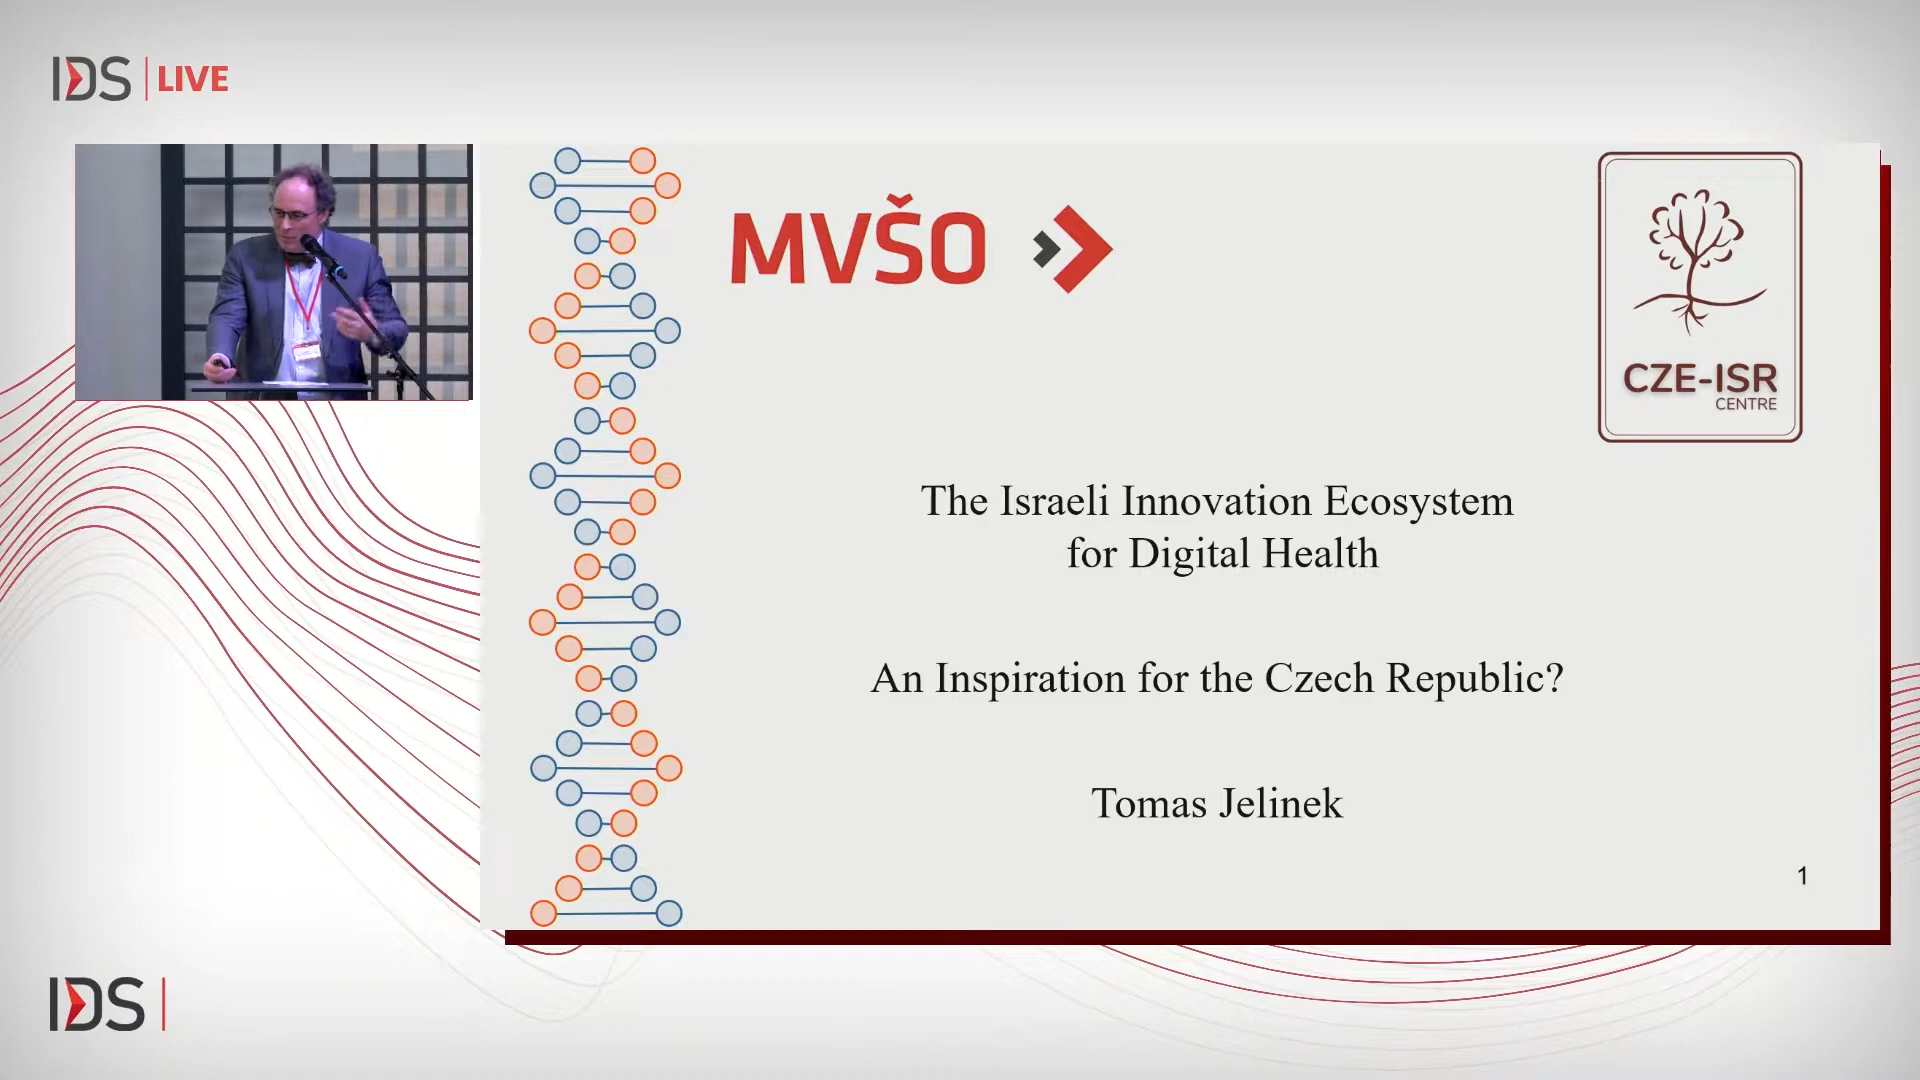 IDS LIVE
MVŠO
CZE-ISR
CENTRE
The Israeli Innovation Ecosystem
for Digital Health
An Inspiration for the Czech Republic?
Tomas Jelinek
1
IDS